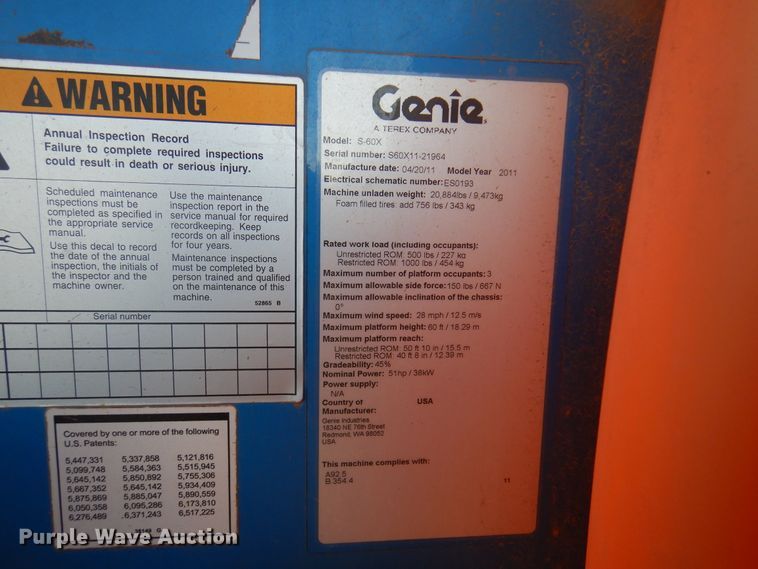 WARNING
Annual Inspection Record
Failure to complete required inspections
could result in death or serious injury.
Scheduled maintenance
inspections must be
completed as specified in
the appropriate service
manual.
Use this decal to record
the date of the annual
inspection, the initials of
the inspector and the
machine owner.
Use the maintenance
inspection report in the
service manual for required
recordkeeping. Keep
records on all inspections
for four years.
Maintenance inspections
must be completed by a
person trained and qualified
on the maintenance of this
machine.
52865 B
Serial number
Covered by one or more of the following
U.S. Patents:
5,447,331 5,337,858 5,121,816
5,099,748 5,584,363 5,515,945
5,645,142 5,850,892 5,755,306
5,667,352 5,645,142 5,934,409
5,875,869 5,885,047 5,890,559
6,050,358 6,095,286 6,173,810
6,276,489 6,371,243 6,517,225
Genie
A TEREX COMPANY
Model: S-60X
Serial number: S60X11-21964
Manufacture date: 04/20/11 Model Year 2011
Electrical schematic number: ES0193
Machine unladen weight: 20,884lbs / 9,473kg
Foam filled tires: add 756 lbs / 343 kg
Rated work load (including occupants):
Unrestricted ROM: 500 lbs / 227 kg
Restricted ROM: 1000 lbs / 454 kg
Maximum number of platform occupants: 3
Maximum allowable side force: 150 lbs / 667 N
Maximum allowable inclination of the chassis:
0°
Maximum wind speed: 28 mph / 12.5 m/s
Maximum platform height: 60 ft / 18.29 m
Maximum platform reach:
Unrestricted ROM: 50 ft 10 in / 15.5 m
Restricted ROM: 40 ft 8 in / 12.39 m
Gradeability: 45%
Nominal Power: 51hp / 38kW
Power supply:
N/A
Country of USA
Manufacturer:
Genie Industries
18340 NE 76th Street
Redmond, WA 98052
USA
This machine complies with:
A92.5
B 354.4
11
Purple Wave Auction